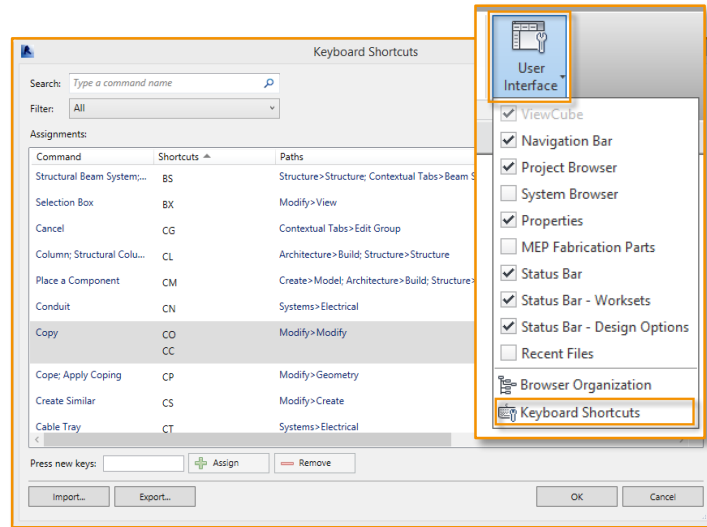 Keyboard Shortcuts
Search: Type a command name
Filter: All
Assignments:
Command Shortcuts Paths
Structural Beam System;... BS Structure>Structure; Contextual Tabs>Beam S
Selection Box BX Modify>View
Cancel CG Contextual Tabs>Edit Group
Column; Structural Colu... CL Architecture>Build; Structure>Structure
Place a Component CM Create>Model; Architecture>Build; Structure>
Conduit CN Systems>Electrical
Copy CO Modify>Modify
CC
Cope; Apply Coping CP Modify>Geometry
Create Similar CS Modify>Create
Cable Tray CT Systems>Electrical
Press new keys: Assign Remove
Import... Export... OK Cancel
User
Interface
ViewCube
Navigation Bar
Project Browser
System Browser
Properties
MEP Fabrication Parts
Status Bar
Status Bar - Worksets
Status Bar - Design Options
Recent Files
Browser Organization
Keyboard Shortcuts